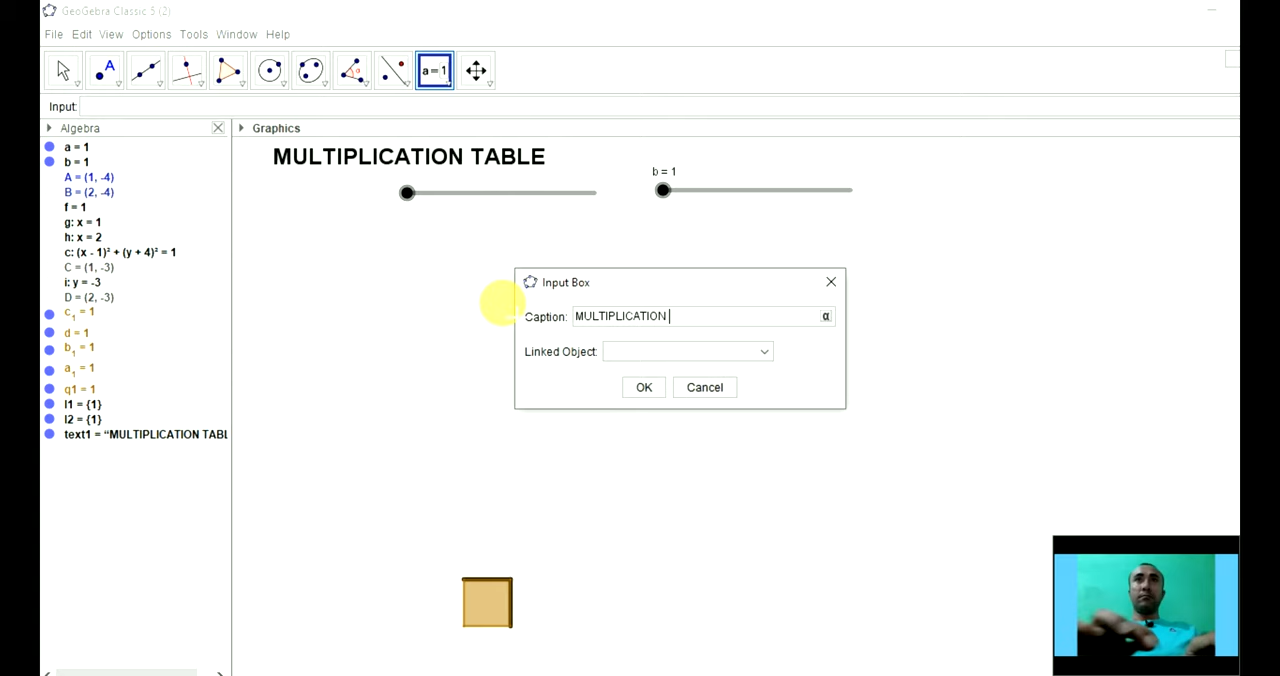 GeoGebra Classic 5 (2)
File Edit View Options Tools Window Help
A a = 1
Input:
Algebra
Graphics
a = 1
b = 1
A = (1, -4)
B = (2, -4)
f = 1
g: x = 1
h: x = 2
c: (x - 1)² + (y + 4)² = 1
C = (1, -3)
i: y = -3
D = (2, -3)
c₁ = 1
d = 1
b₁ = 1
a₁ = 1
q1 = 1
l1 = {1}
l2 = {1}
text1 = “MULTIPLICATION TABL
MULTIPLICATION TABLE
b = 1
Input Box
Caption: MULTIPLICATION α
Linked Object:
OK Cancel